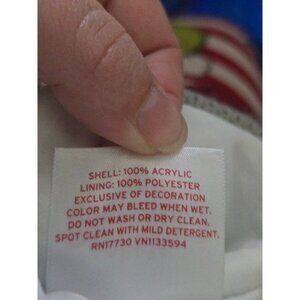 SHELL: 100% ACRYLIC
LINING: 100% POLYESTER
EXCLUSIVE OF DECORATION
COLOR MAY BLEED WHEN WET.
DO NOT WASH OR DRY CLEAN.
SPOT CLEAN WITH MILD DETERGENT.
RN17730 VN1133594